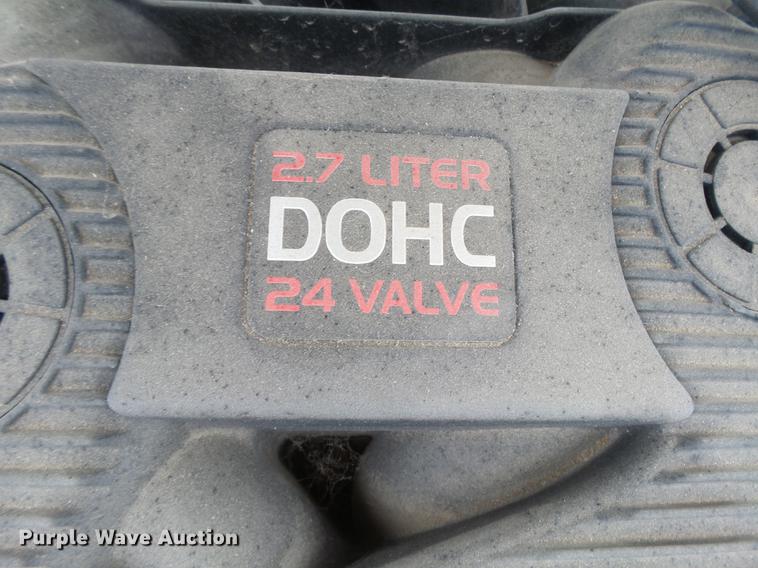 2.7 LITER
DOHC
24 VALVE
Purple Wave Auction